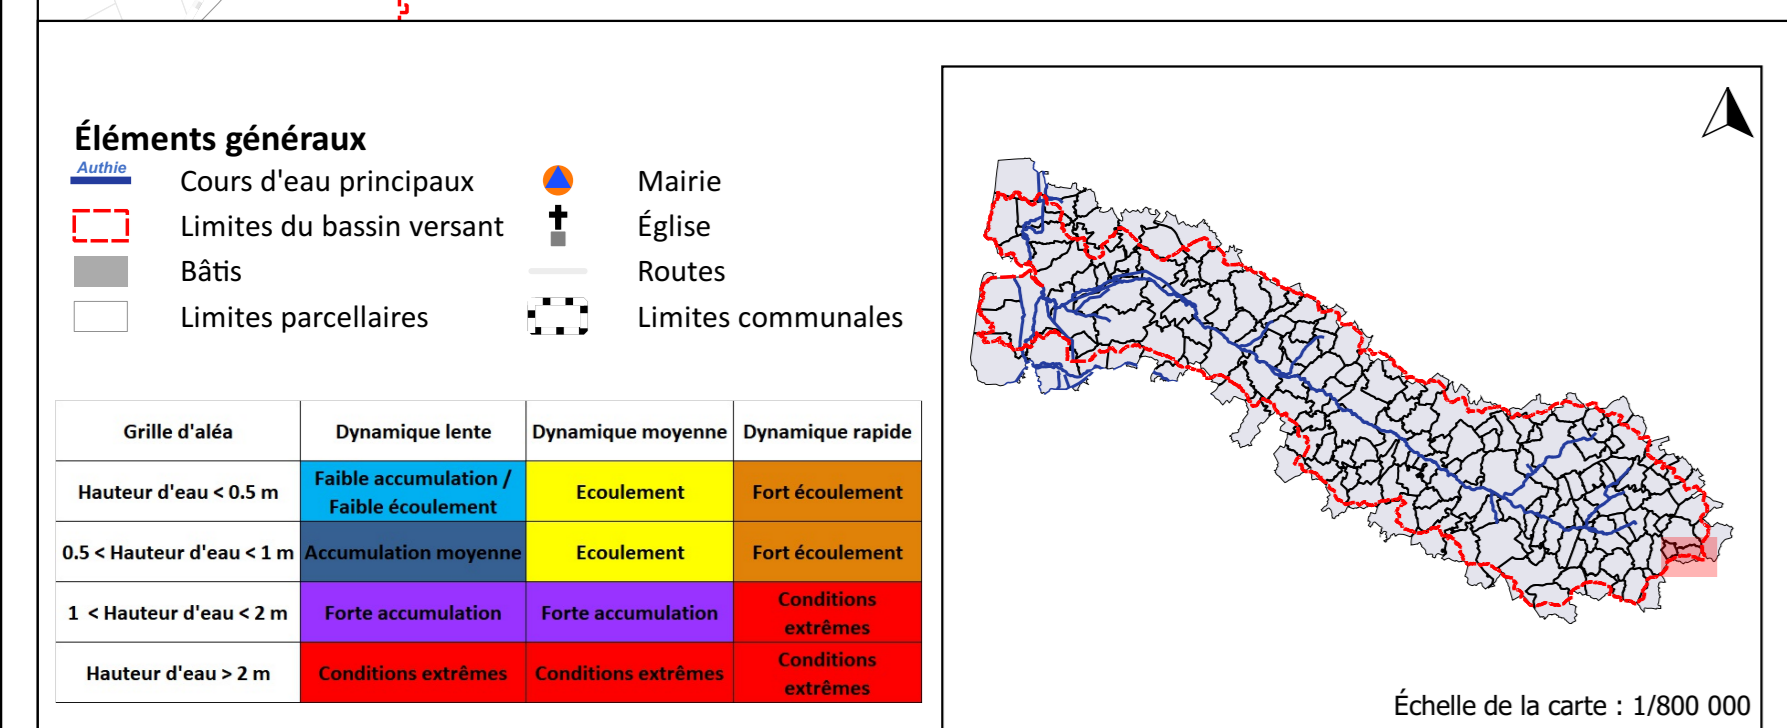 Éléments généraux
Authie
Cours d'eau principaux
Mairie
Limites du bassin versant
Église
Bâtis
Routes
Limites parcellaires
Limites communales
Grille d'aléa
Dynamique lente
Dynamique moyenne
Dynamique rapide
Hauteur d'eau < 0.5 m
Faible accumulation /
Faible écoulement
Ecoulement
Fort écoulement
0.5 < Hauteur d'eau < 1 m
Accumulation moyenne
Ecoulement
Fort écoulement
1 < Hauteur d'eau < 2 m
Forte accumulation
Forte accumulation
Conditions
extrêmes
Hauteur d'eau > 2 m
Conditions extrêmes
Conditions extrêmes
Conditions
extrêmes
Échelle de la carte : 1/800 000